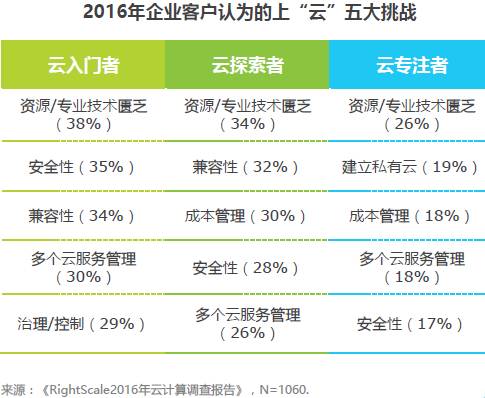 2016年企业客户认为的上“云”五大挑战
云入门者 云探索者 云专注者
资源/专业技术匮乏 资源/专业技术匮乏 资源/专业技术匮乏
（38%） （34%） （26%）
安全性（35%） 兼容性（32%） 建立私有云（19%）
兼容性（34%） 成本管理（30%） 成本管理（18%）
多个云服务管理 安全性（28%） 多个云服务管理
（30%） （18%）
治理/控制（29%） 多个云服务管理 安全性（17%）
（26%）
来源：《RightScale2016年云计算调查报告》，N=1060.